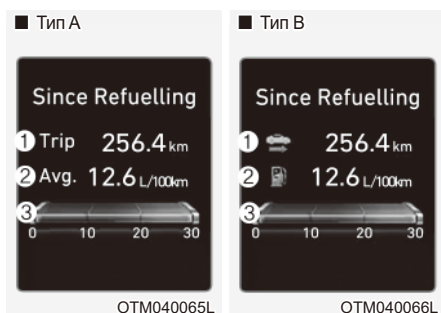 ■ Тип A
Since Refuelling
1 Trip 256.4 km
2 Avg. 12.6 L/100km
3
0 10 20 30
OTM040065L
■ Тип B
Since Refuelling
1 256.4 km
2 12.6 L/100km
3
0 10 20 30
OTM040066L